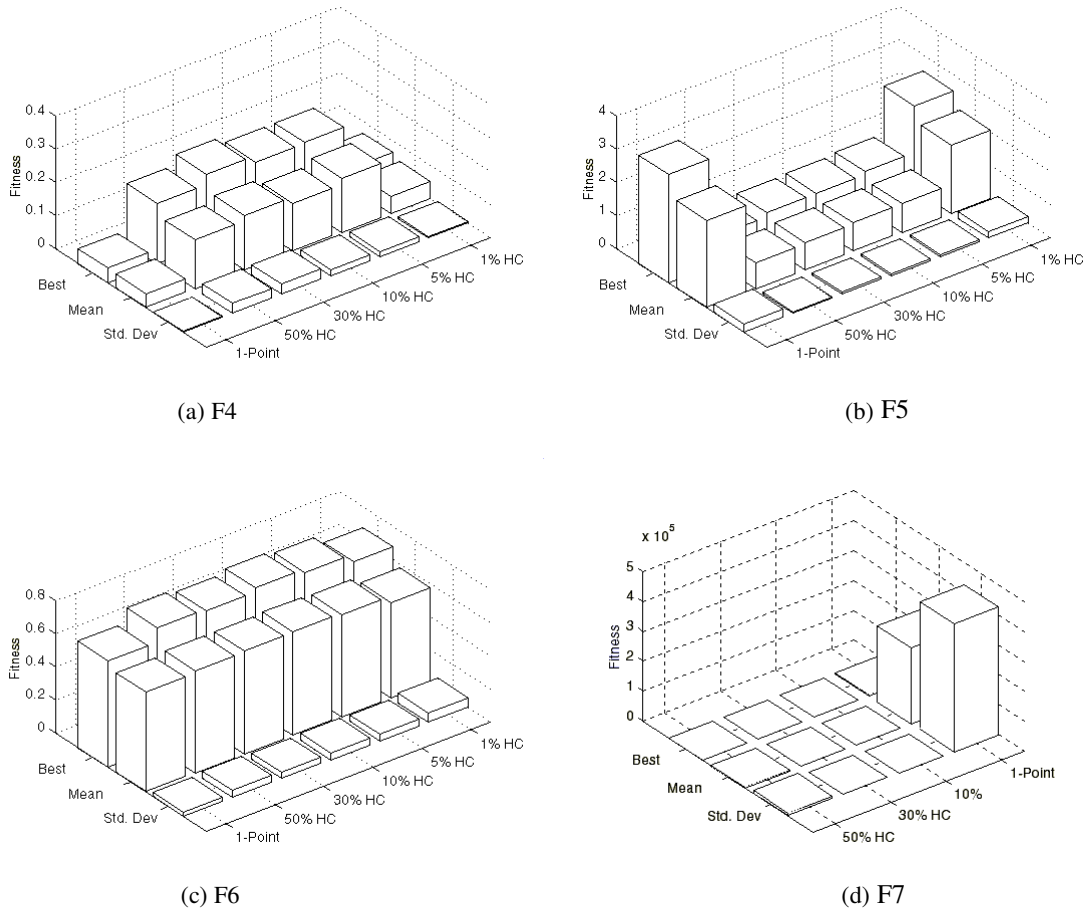 0.4
0.3
0.2
0.1
0
Fitness
Best
Mean
Std. Dev
1-Point
50% HC
30% HC
10% HC
5% HC
1% HC
(a) F4
4
3
2
1
0
Fitness
Best
Mean
Std. Dev
1-Point
50% HC
30% HC
10% HC
5% HC
1% HC
(b) F5
0.8
0.6
0.4
0.2
0
Fitness
Best
Mean
Std. Dev
1-Point
50% HC
30% HC
10% HC
5% HC
1% HC
(c) F6
x 10⁵
5
4
3
2
1
0
Fitness
Best
Mean
Std. Dev
50% HC
30% HC
10%
1-Point
(d) F7